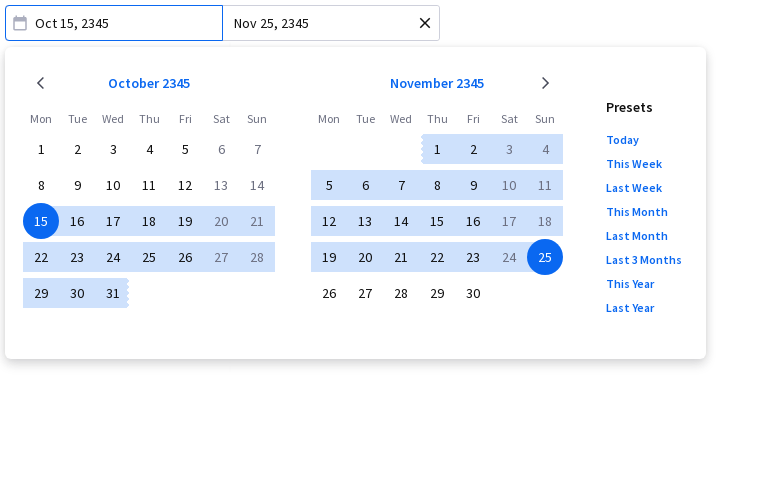 Oct 15, 2345 Nov 25, 2345
October 2345
Mon Tue Wed Thu Fri Sat Sun
1 2 3 4 5 6 7
8 9 10 11 12 13 14
15 16 17 18 19 20 21
22 23 24 25 26 27 28
29 30 31
November 2345
Mon Tue Wed Thu Fri Sat Sun
1 2 3 4
5 6 7 8 9 10 11
12 13 14 15 16 17 18
19 20 21 22 23 24 25
26 27 28 29 30
Presets
Today
This Week
Last Week
This Month
Last Month
Last 3 Months
This Year
Last Year